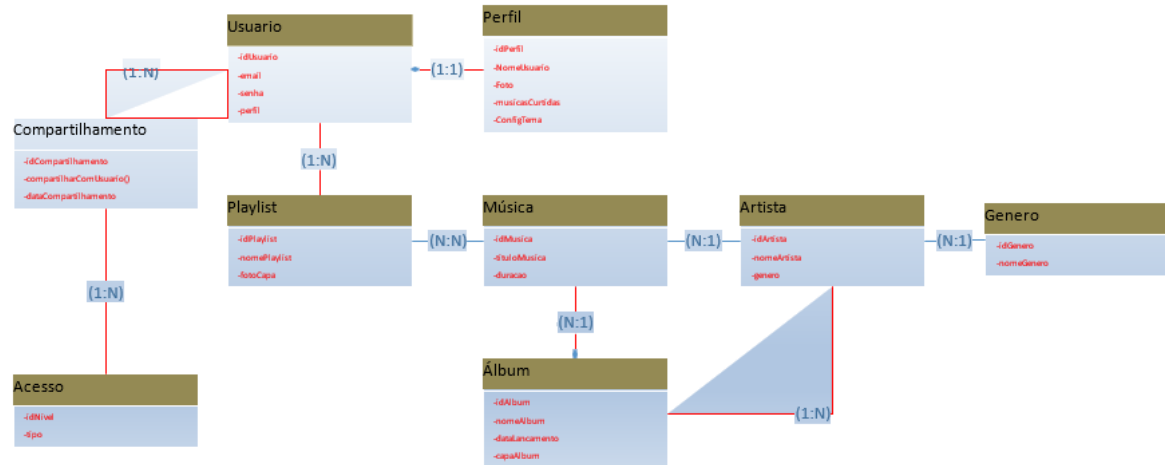 Usuario
-idUsuario
-email
-senha
-perfil
(1:1)
Perfil
-idPerfil
-NomeUsuario
-Foto
-musicasCurtidas
-ConfigTema
(1:N)
Compartilhamento
-idCompartilhamento
-compartilharComUsuario()
-dataCompartilhamento
(1:N)
Playlist
-idPlaylist
-nomePlaylist
-fotoCapa
(N:N)
Música
-idMusica
-tituloMusica
-duracao
(N:1)
Artista
-idArtista
-nomeArtista
-genero
(N:1)
Genero
-idGenero
-nomeGenero
(1:N)
(N:1)
Acesso
-idNivel
-tipo
Álbum
-idAlbum
-nomeAlbum
-dataLancamento
-capaAlbum
(1:N)